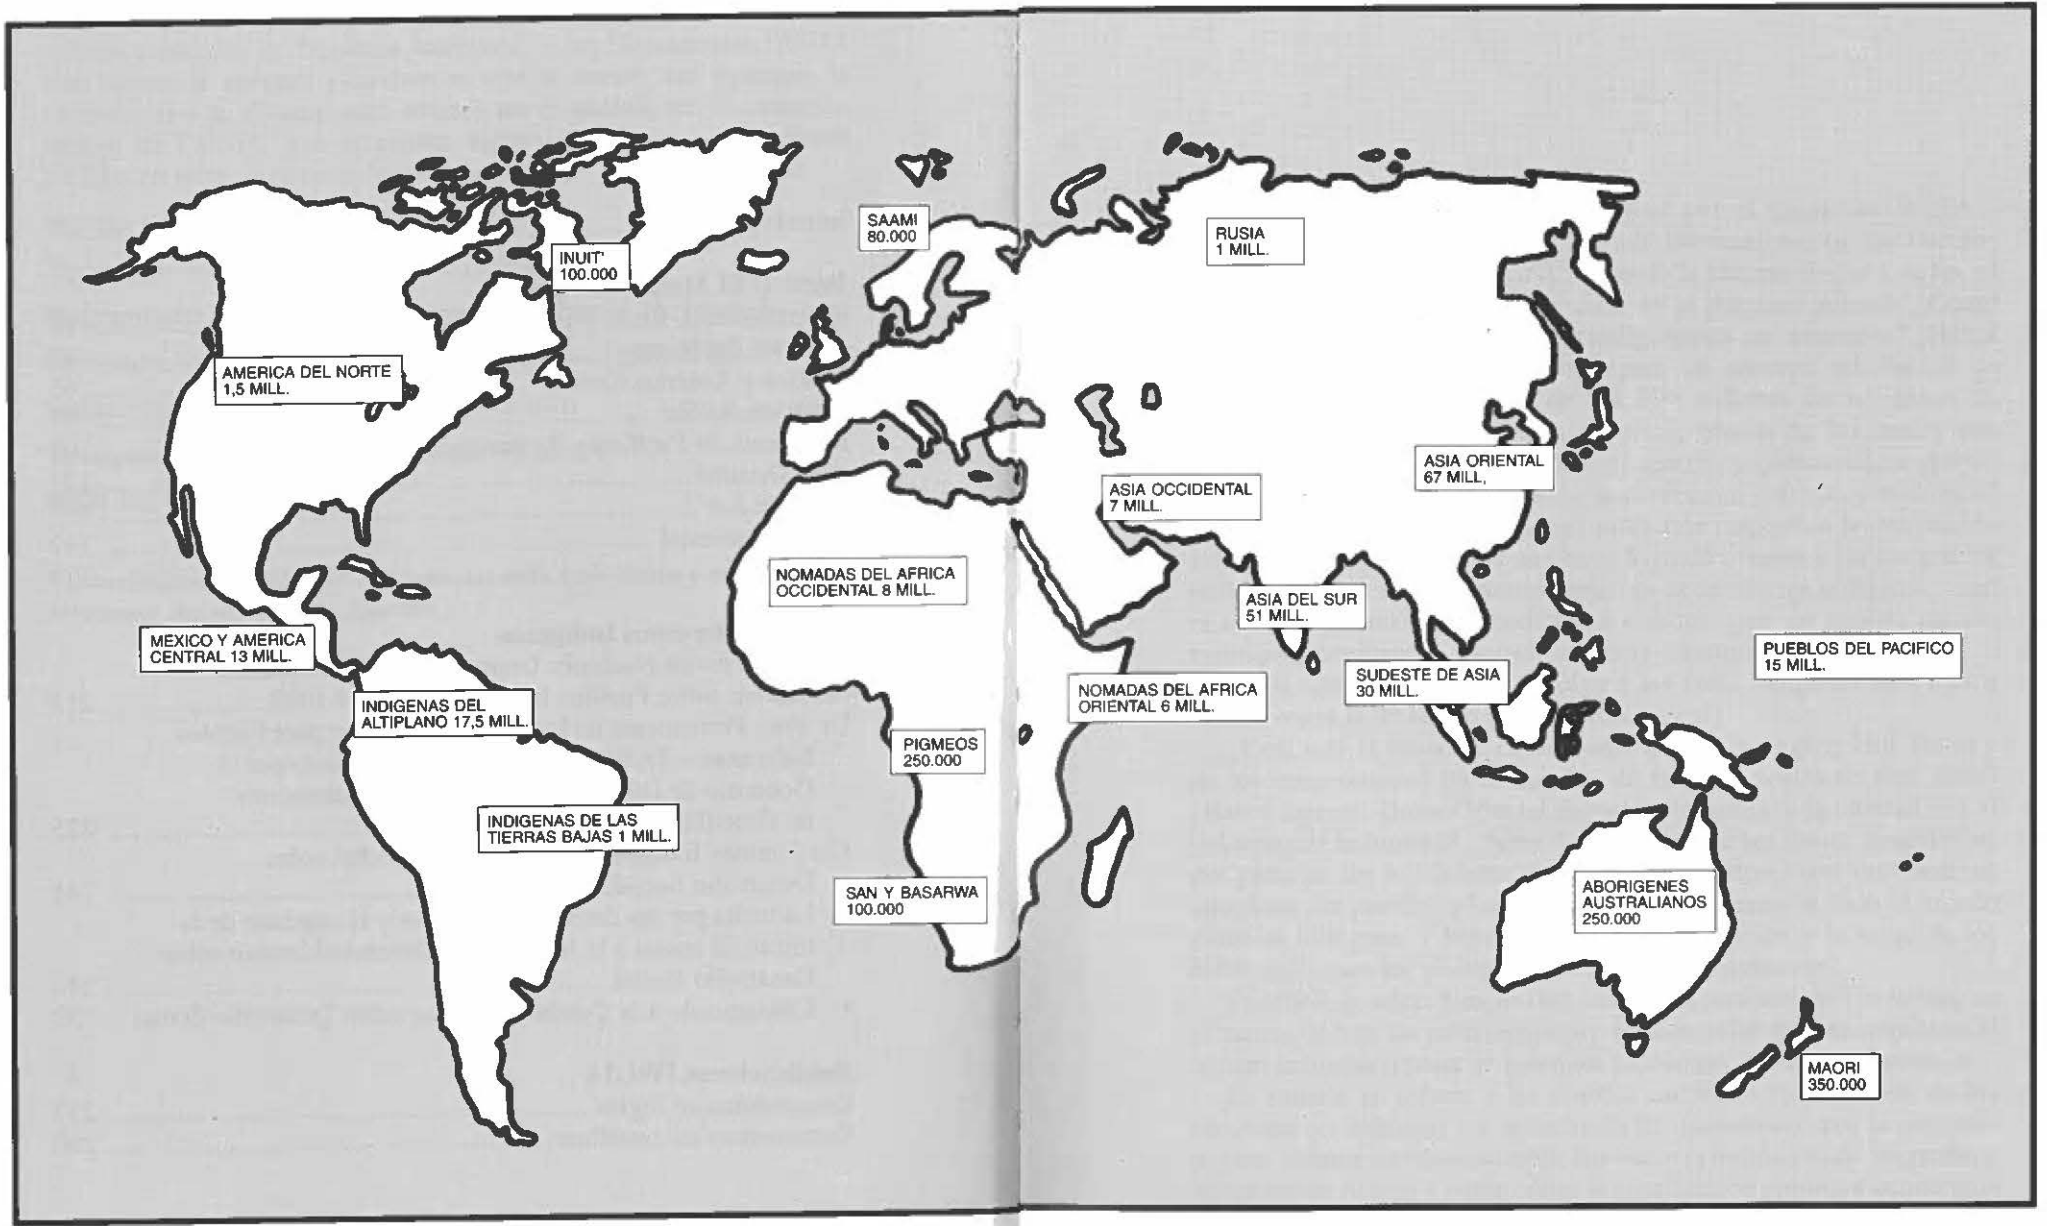 SAAMI
80.000
RUSIA
1 MILL.
INUIT'
100.000
AMERICA DEL NORTE
1,5 MILL.
ASIA ORIENTAL
67 MILL.
ASIA OCCIDENTAL
7 MILL.
NOMADAS DEL AFRICA
OCCIDENTAL 8 MILL.
ASIA DEL SUR
51 MILL.
MEXICO Y AMERICA
CENTRAL 13 MILL.
PUEBLOS DEL PACIFICO
15 MILL.
SUDESTE DE ASIA
30 MILL.
NOMADAS DEL AFRICA
ORIENTAL 6 MILL.
INDIGENAS DEL
ALTIPLANO 17,5 MILL.
PIGMEOS
250.000
INDIGENAS DE LAS
TIERRAS BAJAS 1 MILL.
SAN Y BASARWA
100.000
ABORIGENES
AUSTRALIANOS
250.000
MAORI
350.000